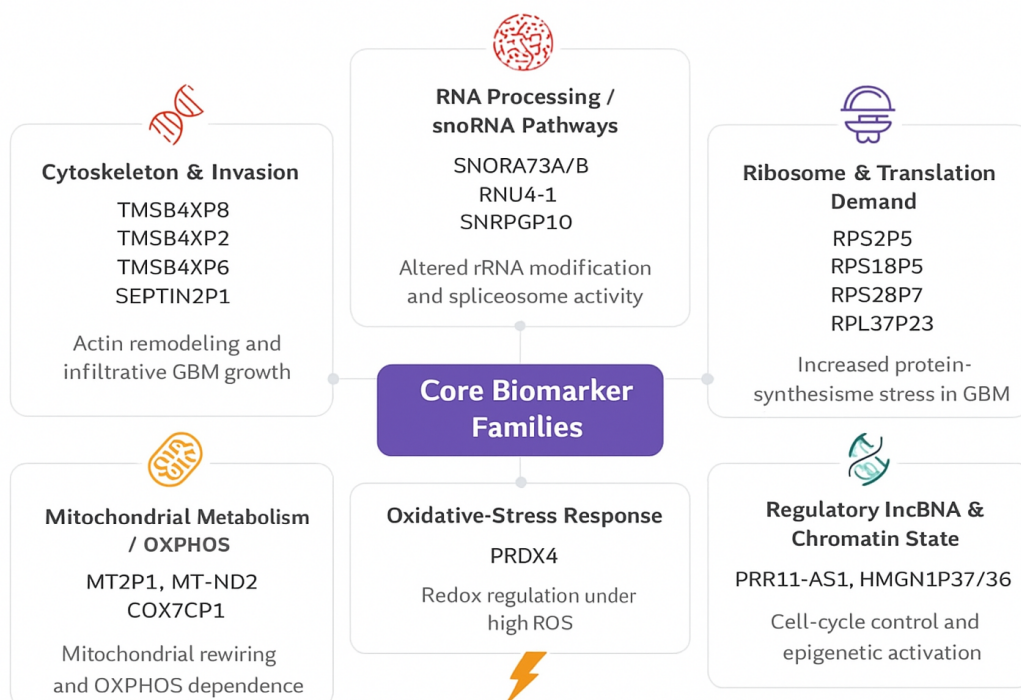 RNA Processing /
snoRNA Pathways
SNORA73A/B
RNU4-1
SNRPGP10
Altered rRNA modification
and spliceosome activity
Cytoskeleton & Invasion
TMSB4XP8
TMSB4XP2
TMSB4XP6
SEPTIN2P1
Actin remodeling and
infiltrative GBM growth
Ribosome & Translation
Demand
RPS2P5
RPS18P5
RPS28P7
RPL37P23
Increased protein-
synthesisme stress in GBM
Core Biomarker
Families
Mitochondrial Metabolism
/ OXPHOS
MT2P1, MT-ND2
COX7CP1
Mitochondrial rewiring
and OXPHOS dependence
Oxidative-Stress Response
PRDX4
Redox regulation under
high ROS
Regulatory IncBNA &
Chromatin State
PRR11-AS1, HMGN1P37/36
Cell-cycle control and
epigenetic activation